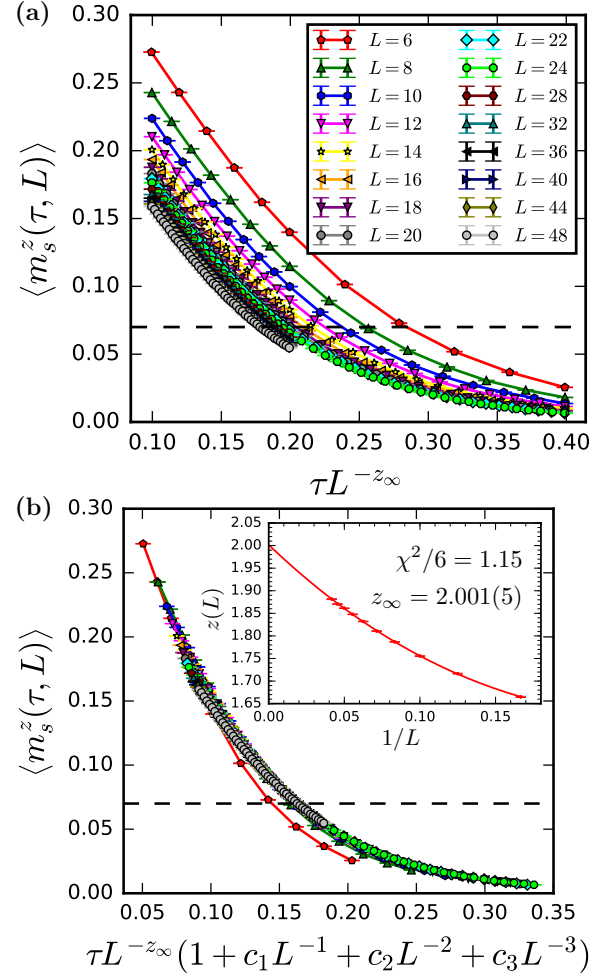 (a)
0.30
0.25
0.20
0.15
0.10
0.05
0.00
⟨m_s^z(τ, L)⟩
L = 6
L = 8
L = 10
L = 12
L = 14
L = 16
L = 18
L = 20
L = 22
L = 24
L = 28
L = 32
L = 36
L = 40
L = 44
L = 48
0.10 0.15 0.20 0.25 0.30 0.35 0.40
τL^{-z_∞}
(b)
0.30
0.25
0.20
0.15
0.10
0.05
0.00
⟨m_s^z(τ, L)⟩
2.05
2.00
1.95
1.90
1.85
1.80
1.75
1.70
1.65
z(L)
χ²/6 = 1.15
z_∞ = 2.001(5)
0.00 0.05 0.10 0.15
1/L
0.05 0.10 0.15 0.20 0.25 0.30 0.35
τL^{-z_∞}(1 + c_1L^{-1} + c_2L^{-2} + c_3L^{-3})